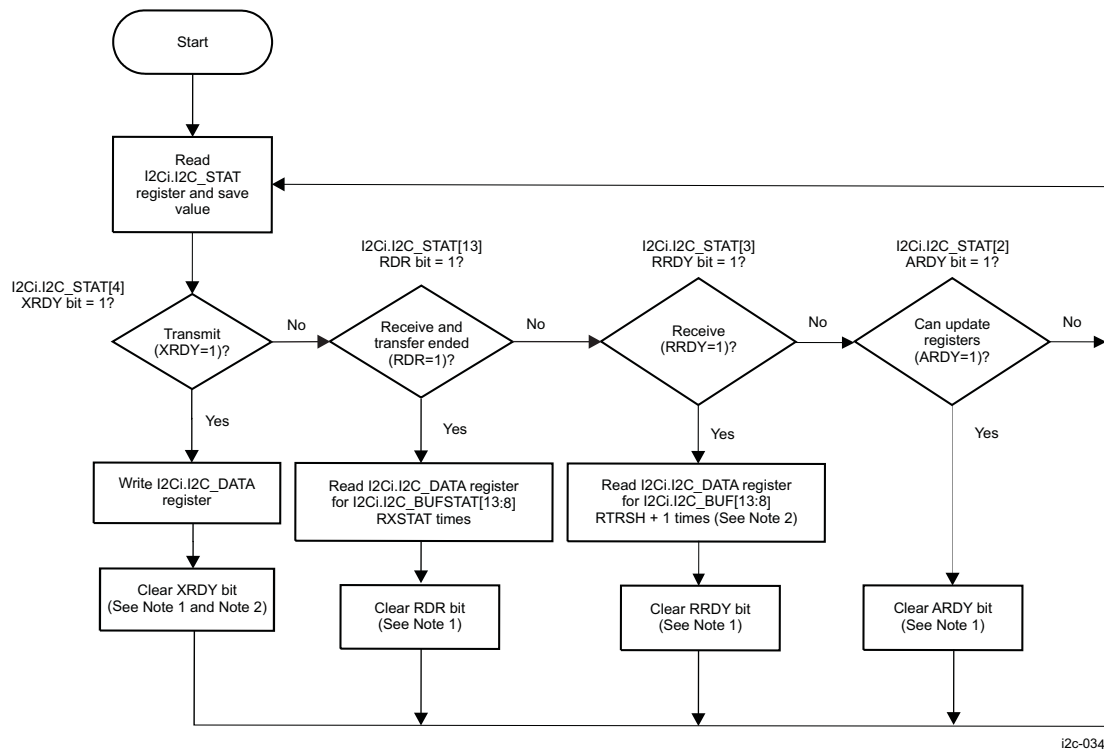 Start
Read
I2Ci.I2C_STAT
register and save
value
I2Ci.I2C_STAT[4]
XRDY bit = 1?
I2Ci.I2C_STAT[13]
RDR bit = 1?
I2Ci.I2C_STAT[3]
RRDY bit = 1?
I2Ci.I2C_STAT[2]
ARDY bit = 1?
Transmit
(XRDY=1)?
No
Receive and
transfer ended
(RDR=1)?
No
Receive
(RRDY=1)?
No
Can update
registers
(ARDY=1)?
No
Yes
Yes
Yes
Yes
Write I2Ci.I2C_DATA
register
Read I2Ci.I2C_DATA register
for I2Ci.I2C_BUFSTAT[13:8]
RXSTAT times
Read I2Ci.I2C_DATA register
for I2Ci.I2C_BUF[13:8]
RTRSH + 1 times (See Note 2)
Clear XRDY bit
(See Note 1 and Note 2)
Clear RDR bit
(See Note 1)
Clear RRDY bit
(See Note 1)
Clear ARDY bit
(See Note 1)
i2c-034